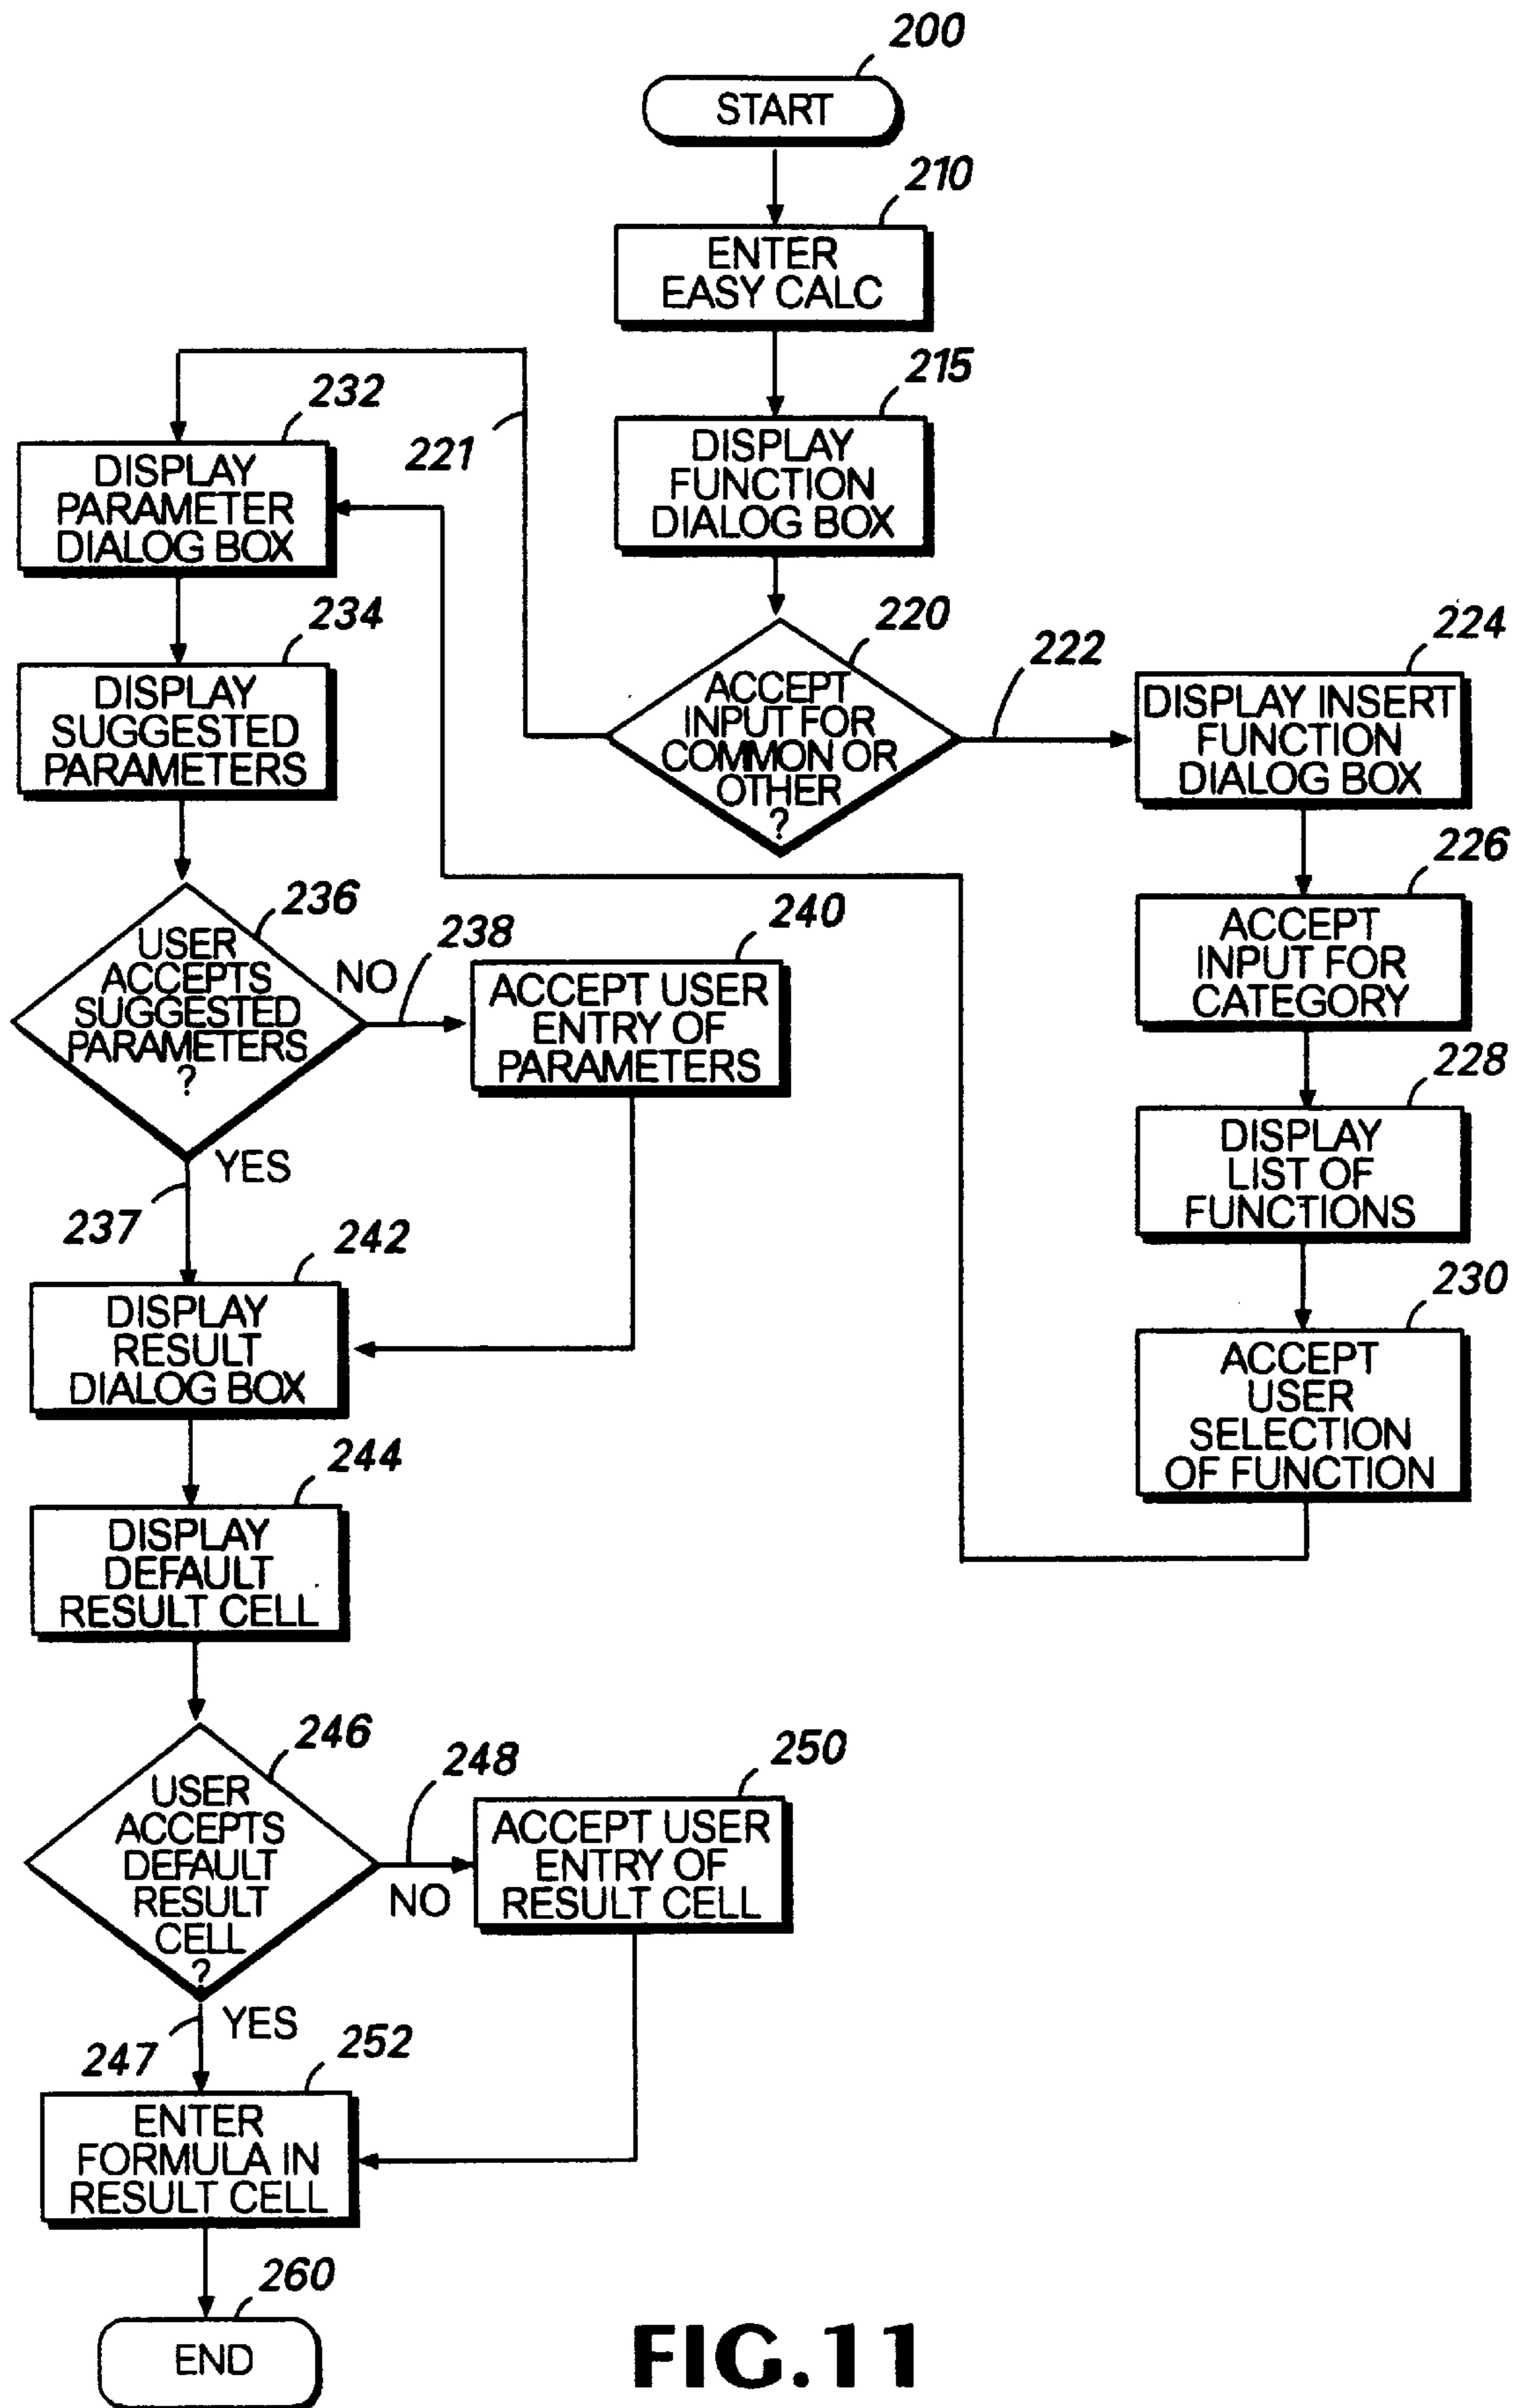 200
START
210
ENTER
EASY CALC
215
DISPLAY
FUNCTION
DIALOG BOX
220
ACCEPT
INPUT FOR
COMMON OR
OTHER
?
221
222
224
DISPLAY INSERT
FUNCTION
DIALOG BOX
226
ACCEPT
INPUT FOR
CATEGORY
228
DISPLAY
LIST OF
FUNCTIONS
230
ACCEPT
USER
SELECTION
OF FUNCTION
232
DISPLAY
PARAMETER
DIALOG BOX
234
DISPLAY
SUGGESTED
PARAMETERS
236
USER
ACCEPTS
SUGGESTED
PARAMETERS
?
NO
238
240
ACCEPT USER
ENTRY OF
PARAMETERS
YES
237
242
DISPLAY
RESULT
DIALOG BOX
244
DISPLAY
DEFAULT
RESULT CELL
246
USER
ACCEPTS
DEFAULT
RESULT
CELL
?
248
NO
250
ACCEPT USER
ENTRY OF
RESULT CELL
YES
247
252
ENTER
FORMULA IN
RESULT CELL
260
END
FIG.11